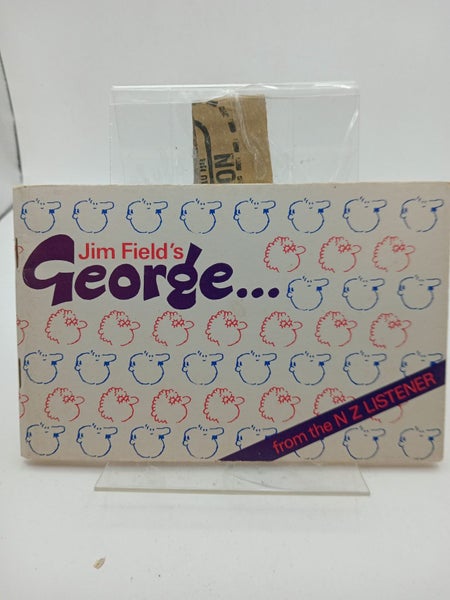 Jim Field's
George...
from the N Z LISTENER